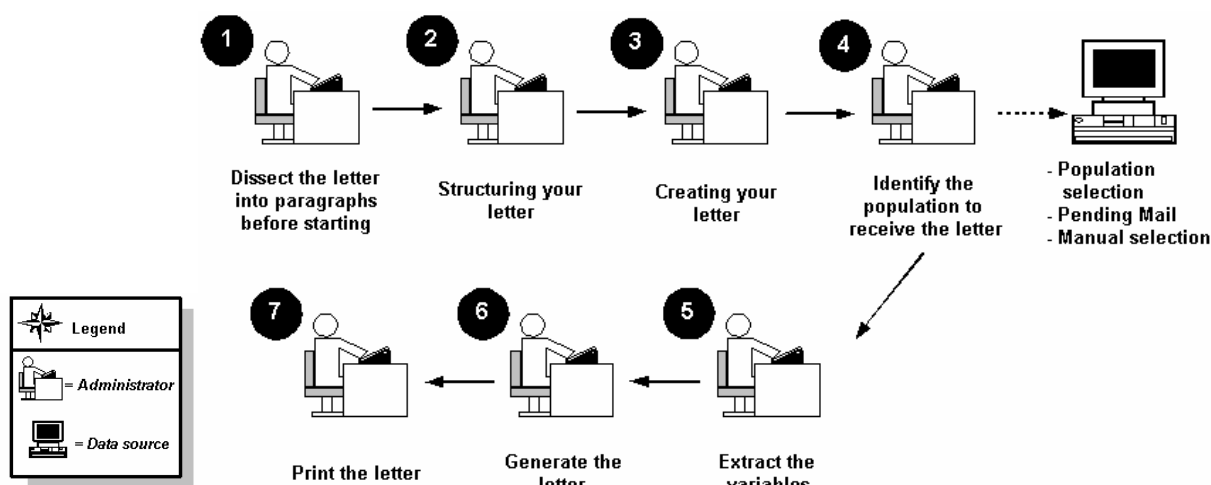 1
Dissect the letter
into paragraphs
before starting
2
Structuring your
letter
3
Creating your
letter
4
Identify the
population to
receive the letter
- Population
selection
- Pending Mail
- Manual selection
5
Extract the
variables
6
Generate the
letter
7
Print the letter
Legend
= Administrator
= Data source